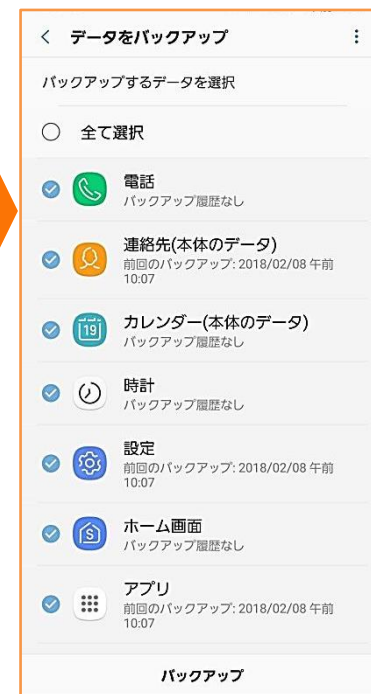 データをバックアップ
バックアップするデータを選択
全て選択
電話
バックアップ履歴なし
連絡先(本体のデータ)
前回のバックアップ: 2018/02/08 午前
10:07
19
カレンダー(本体のデータ)
バックアップ履歴なし
時計
バックアップ履歴なし
設定
前回のバックアップ: 2018/02/08 午前
10:07
S
ホーム画面
バックアップ履歴なし
アプリ
前回のバックアップ: 2018/02/08 午前
10:07
バックアップ